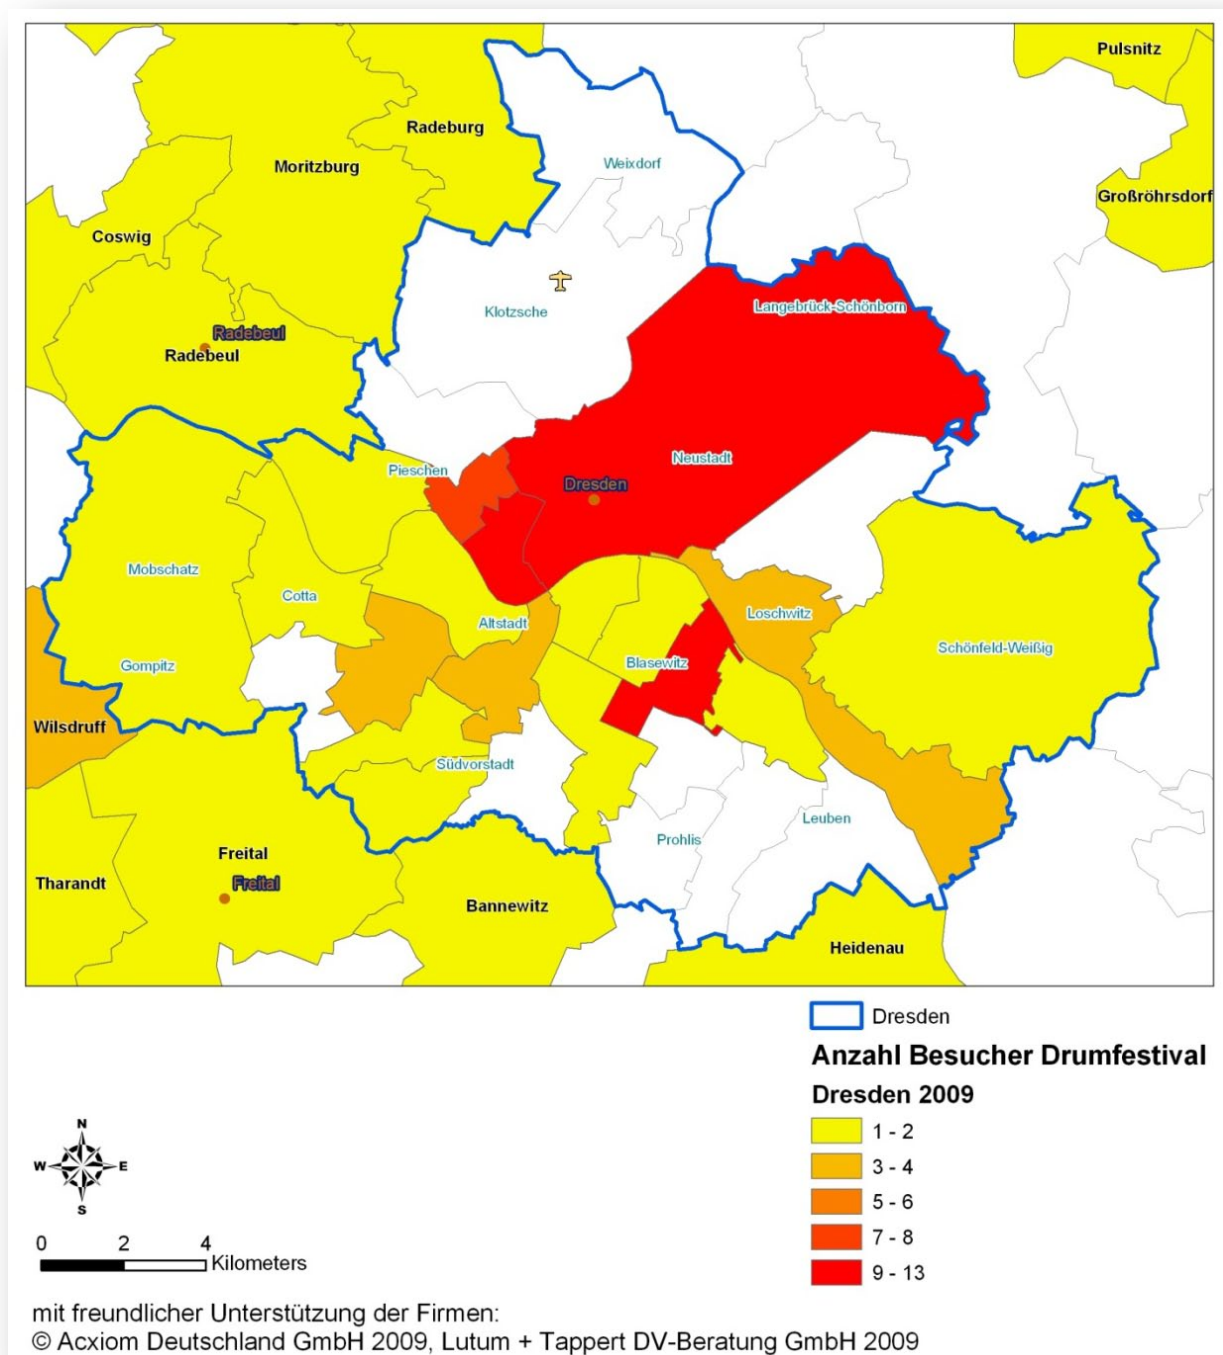 Pulsnitz
Radeburg
Weixdorf
Moritzburg
Großröhrsdorf
Coswig
Klotzsche
Langebrück-Schönborn
Radebeul
Radebeul
Pieschen
Neustadt
Dresden
Mobschatz
Cotta
Altstadt
Loschwitz
Schönfeld-Weißig
Gompitz
Blasewitz
Wilsdruff
Südvorstadt
Leuben
Prohlis
Freital
Freital
Tharandt
Bannewitz
Heidenau
Dresden
Anzahl Besucher Drumfestival
Dresden 2009
1 - 2
3 - 4
5 - 6
7 - 8
9 - 13
N
W E
S
0 2 4
Kilometers
mit freundlicher Unterstützung der Firmen:
© Acxiom Deutschland GmbH 2009, Lutum + Tappert DV-Beratung GmbH 2009